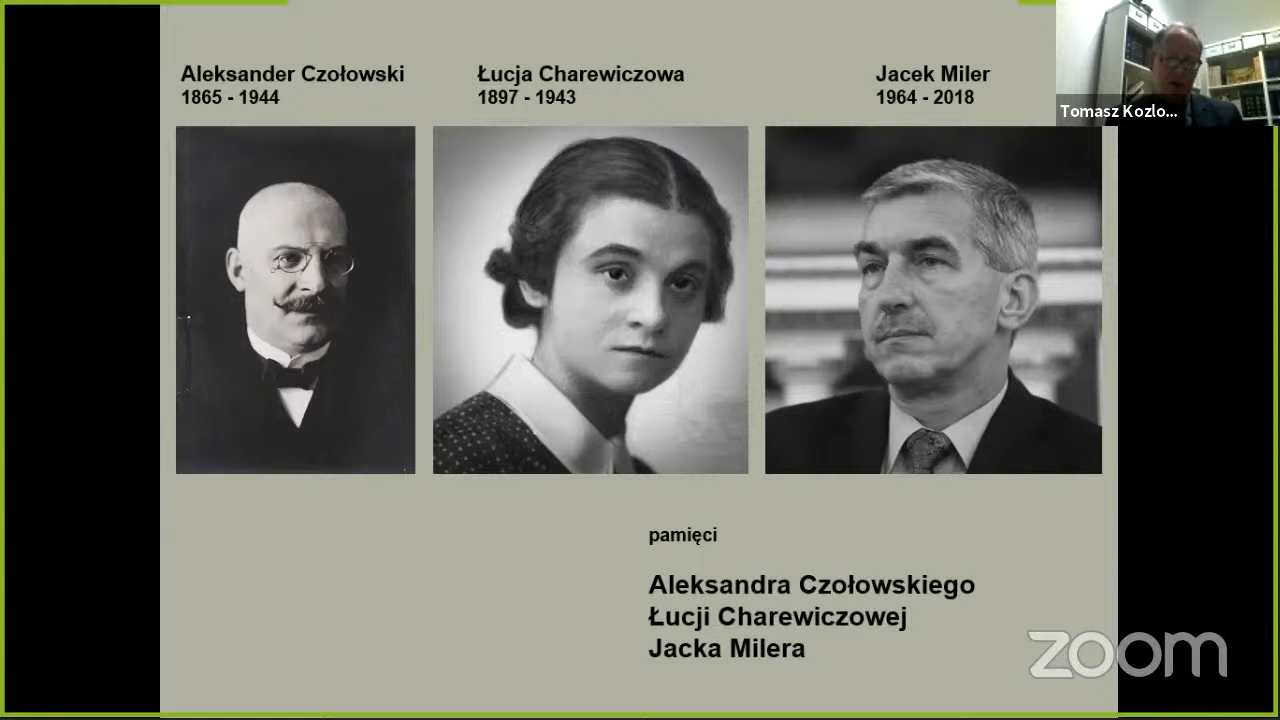 Aleksander Czołowski
1865 - 1944
Łucja Charewiczowa
1897 - 1943
Jacek Miler
1964 - 2018
Tomasz Kozlo...
pamięci
Aleksandra Czołowskiego
Łucji Charewiczowej
Jacka Milera
zoom